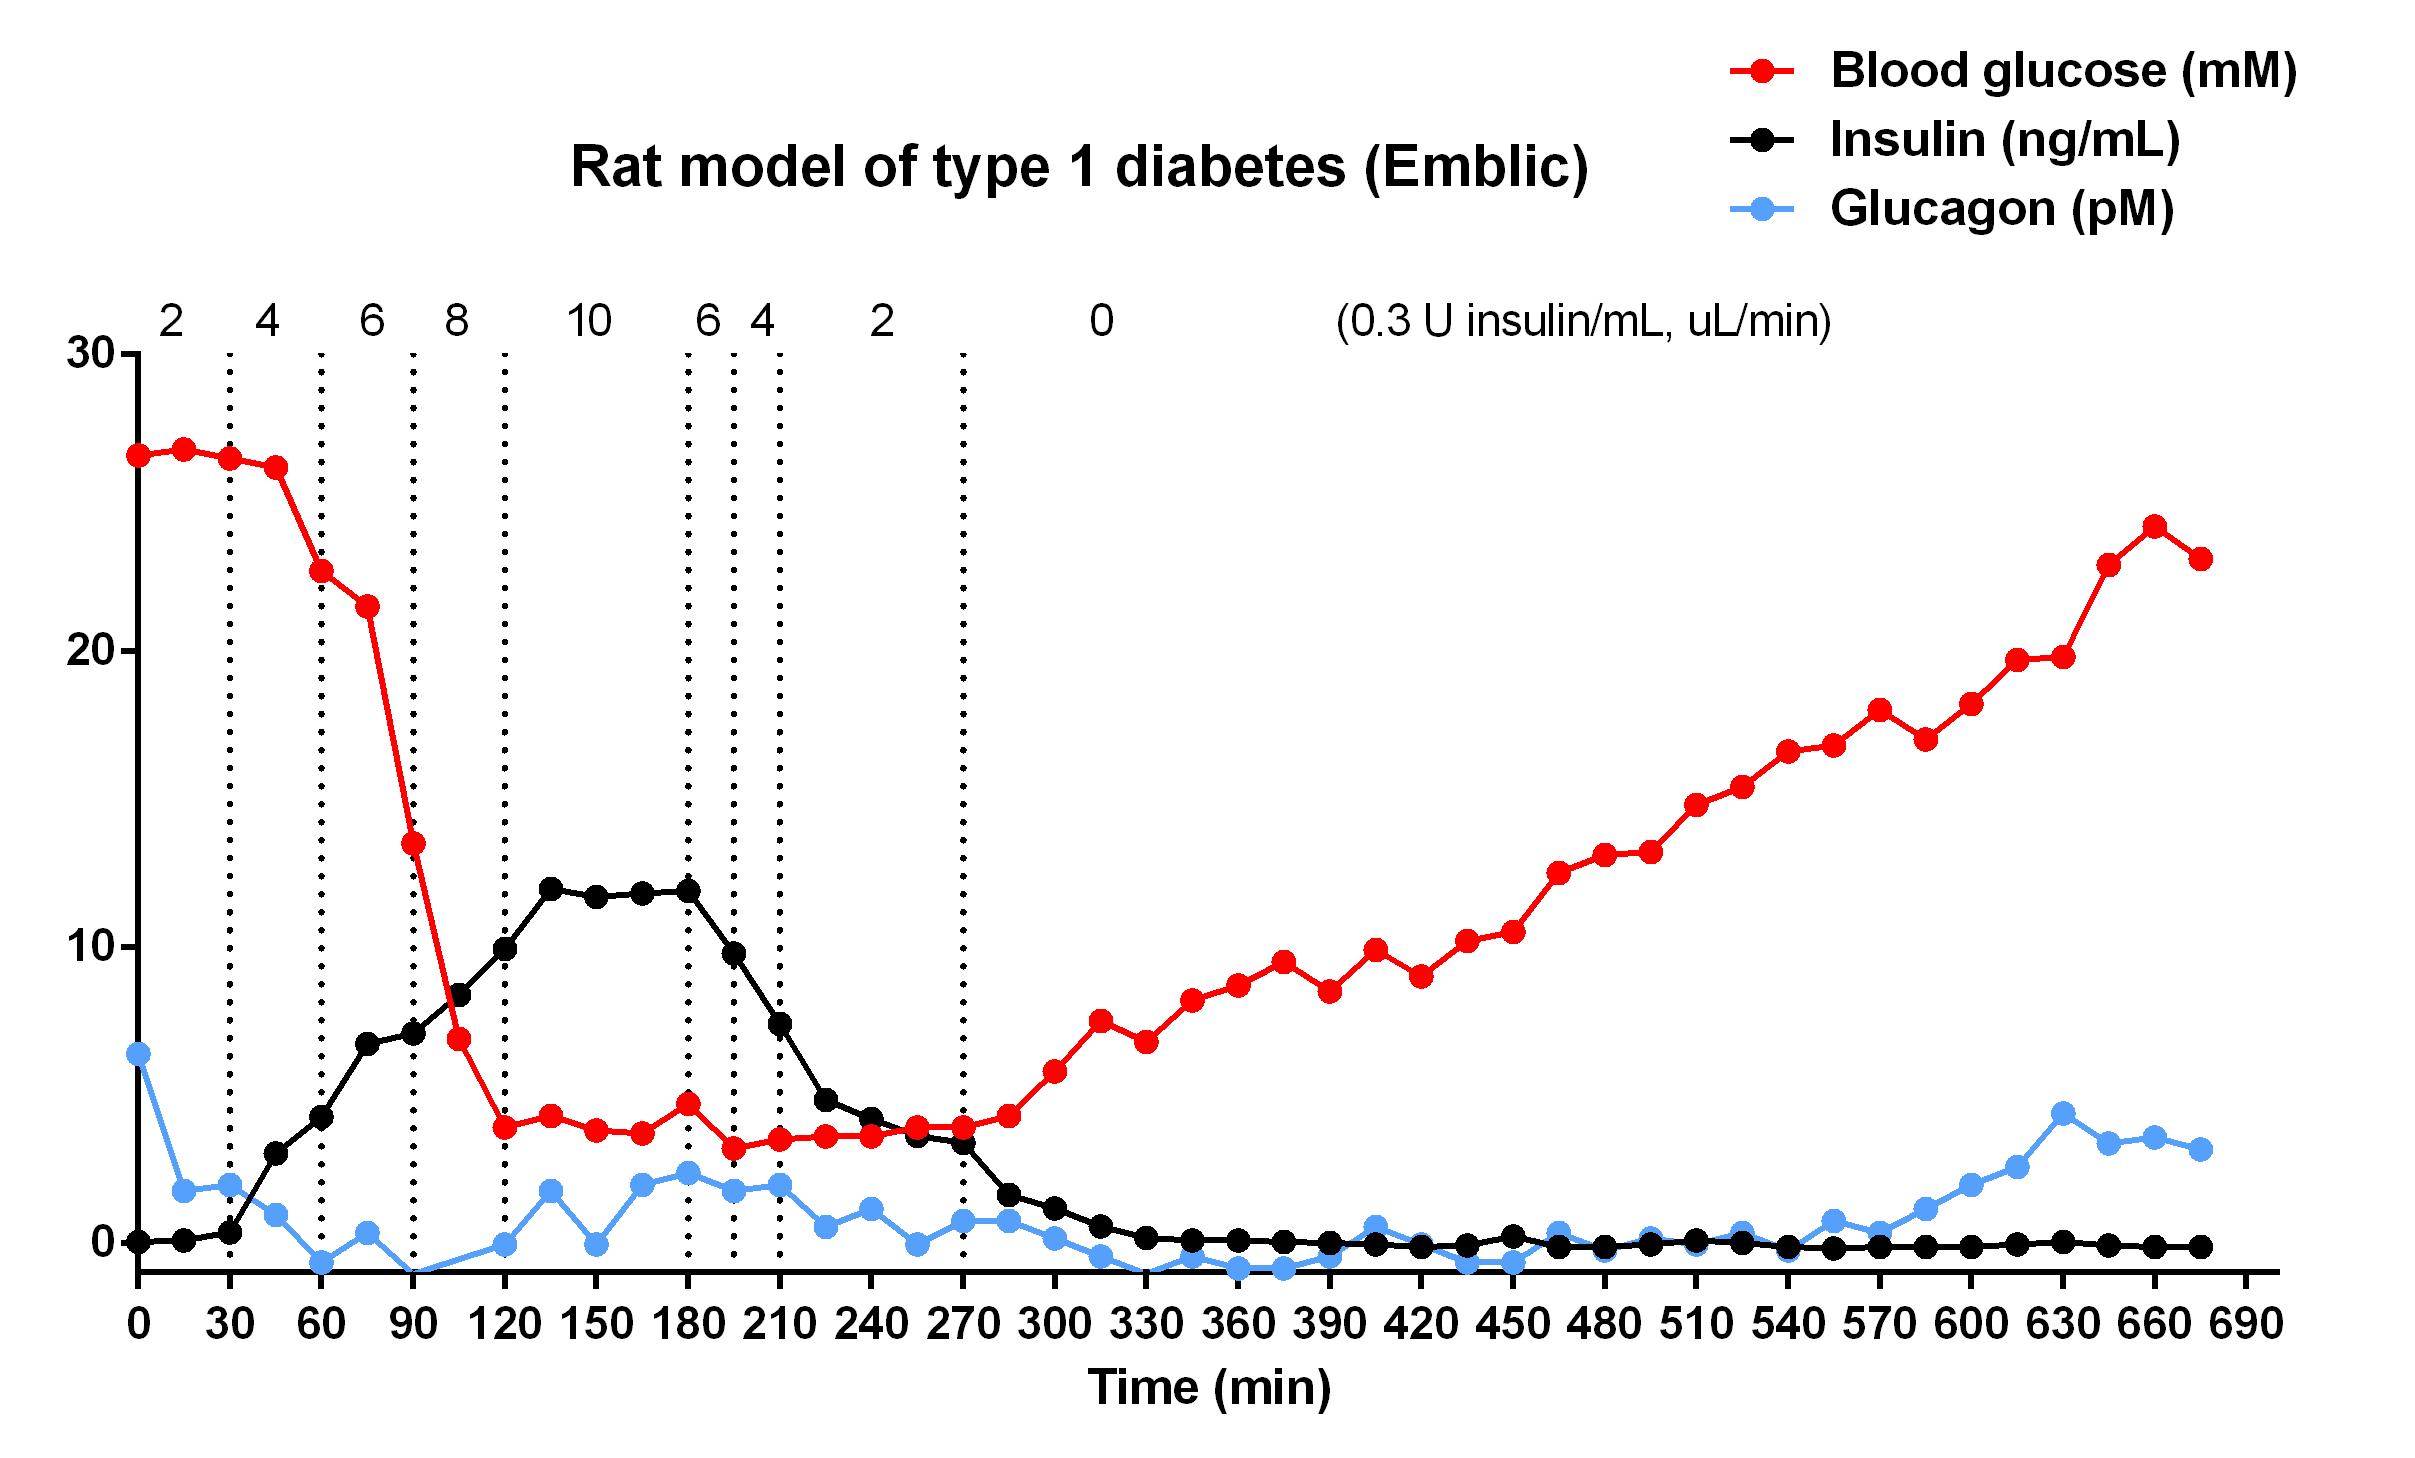 Blood glucose (mM)
Insulin (ng/mL)
Glucagon (pM)
Rat model of type 1 diabetes (Emblic)
2 4 6 8 10 6 4 2 0 (0.3 U insulin/mL, uL/min)
30
20
10
0
0 30 60 90 120 150 180 210 240 270 300 330 360 390 420 450 480 510 540 570 600 630 660 690
Time (min)